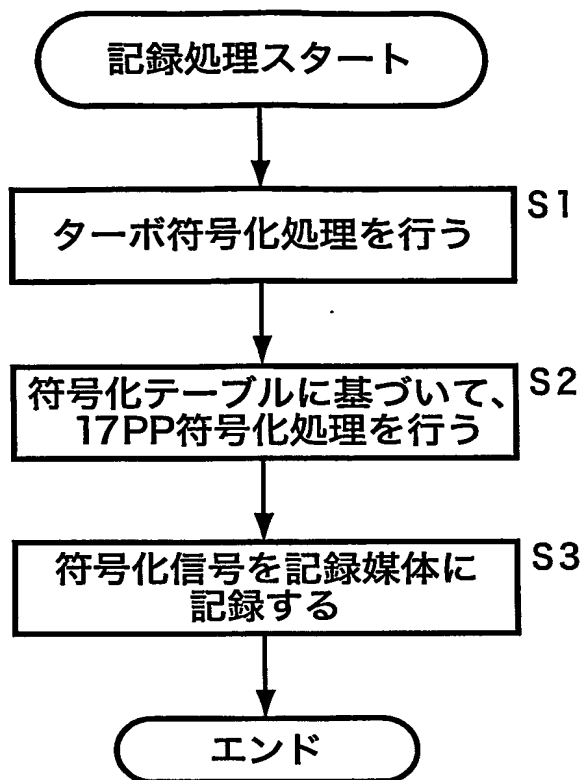 記録処理スタート
S1
ターボ符号化処理を行う
S2
符号化テーブルに基づいて、
17PP符号化処理を行う
S3
符号化信号を記録媒体に
記録する
エンド